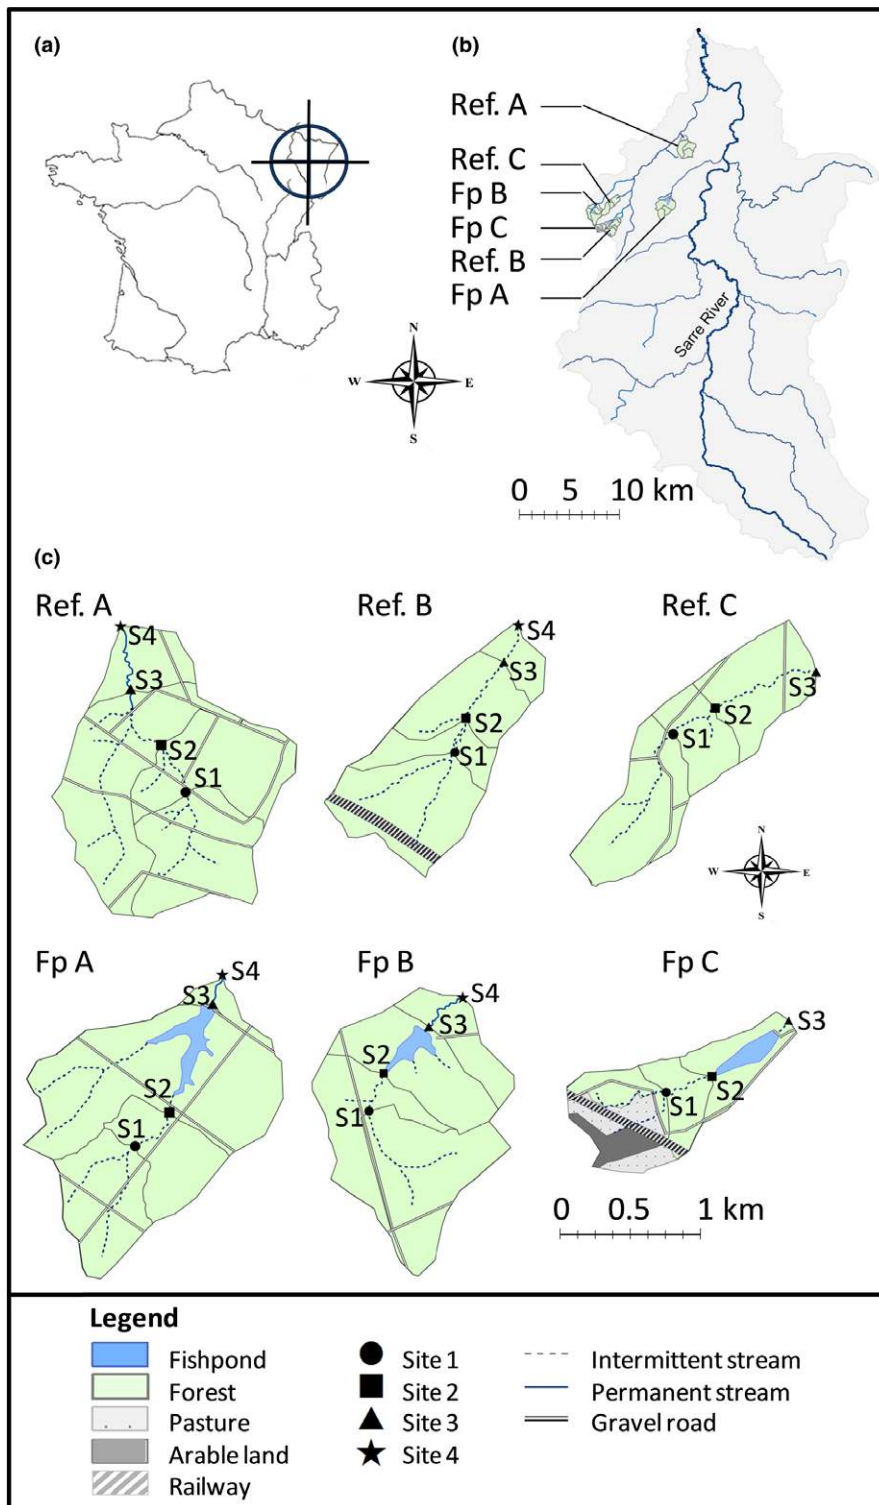 (a)
(b)
Ref. A
Ref. C
Fp B
Fp C
Ref. B
Fp A
Sarre River
N
W E
S
0 5 10 km
(c)
Ref. A
Ref. B
Ref. C
S4
S3
S2
S1
S4
S3
S2
S1
S3
S2
S1
N
W E
S
Fp A
Fp B
Fp C
S4
S3
S2
S1
S4
S3
S2
S1
S3
S2
S1
0 0.5 1 km
Legend
Fishpond
Forest
Pasture
Arable land
Railway
Site 1
Site 2
Site 3
Site 4
Intermittent stream
Permanent stream
Gravel road